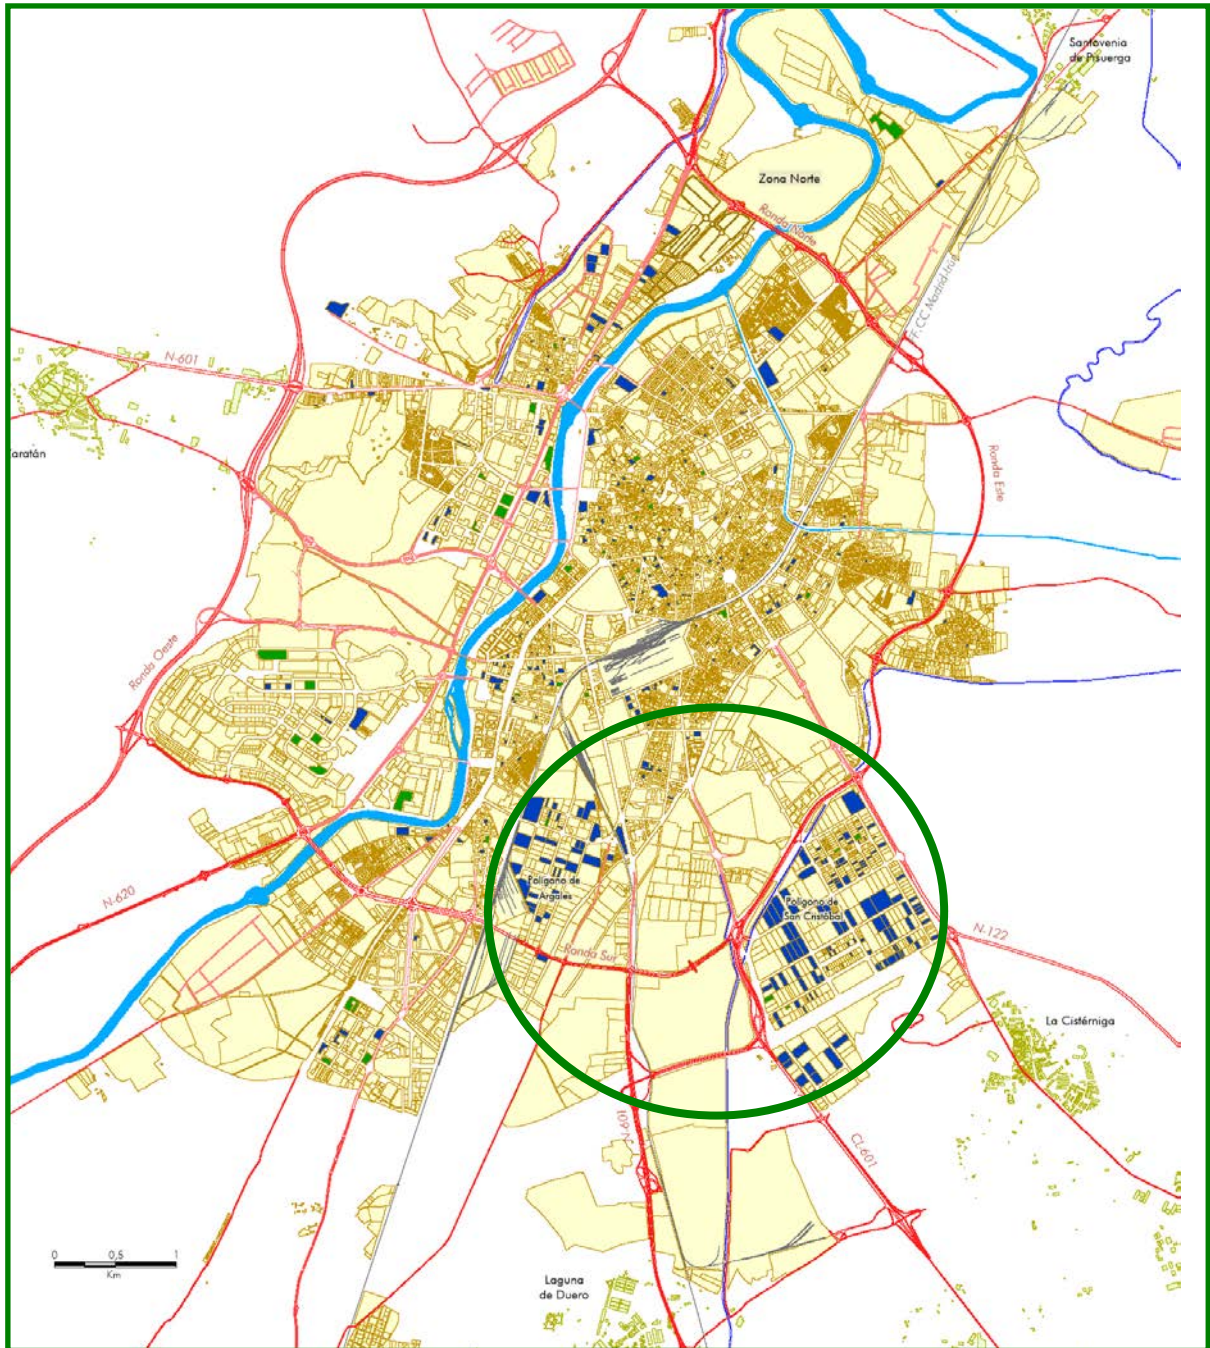 Santovenia
de Pisuerga
Zona Norte
Ronda Norte
FF.CC Madrid-Irún
N-601
aratán
Ronda Este
Ronda Oeste
Polígono de
Argales
Polígono de
San Cristóbal
N-620
Ronda Sur
N-122
La Cistérniga
N-601
CL-601
0 0,5 1
Km
Laguna
de Duero